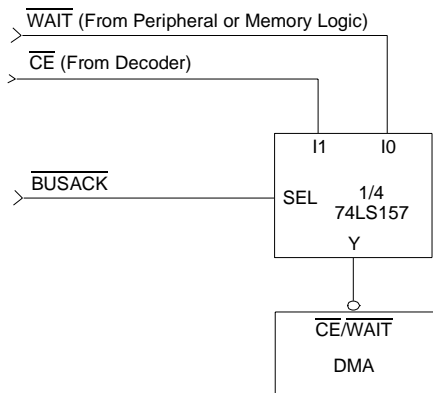 WAIT (From Peripheral or Memory Logic)
CE (From Decoder)
I1 I0
BUSACK
SEL 1/4
74LS157
Y
CE/WAIT
DMA